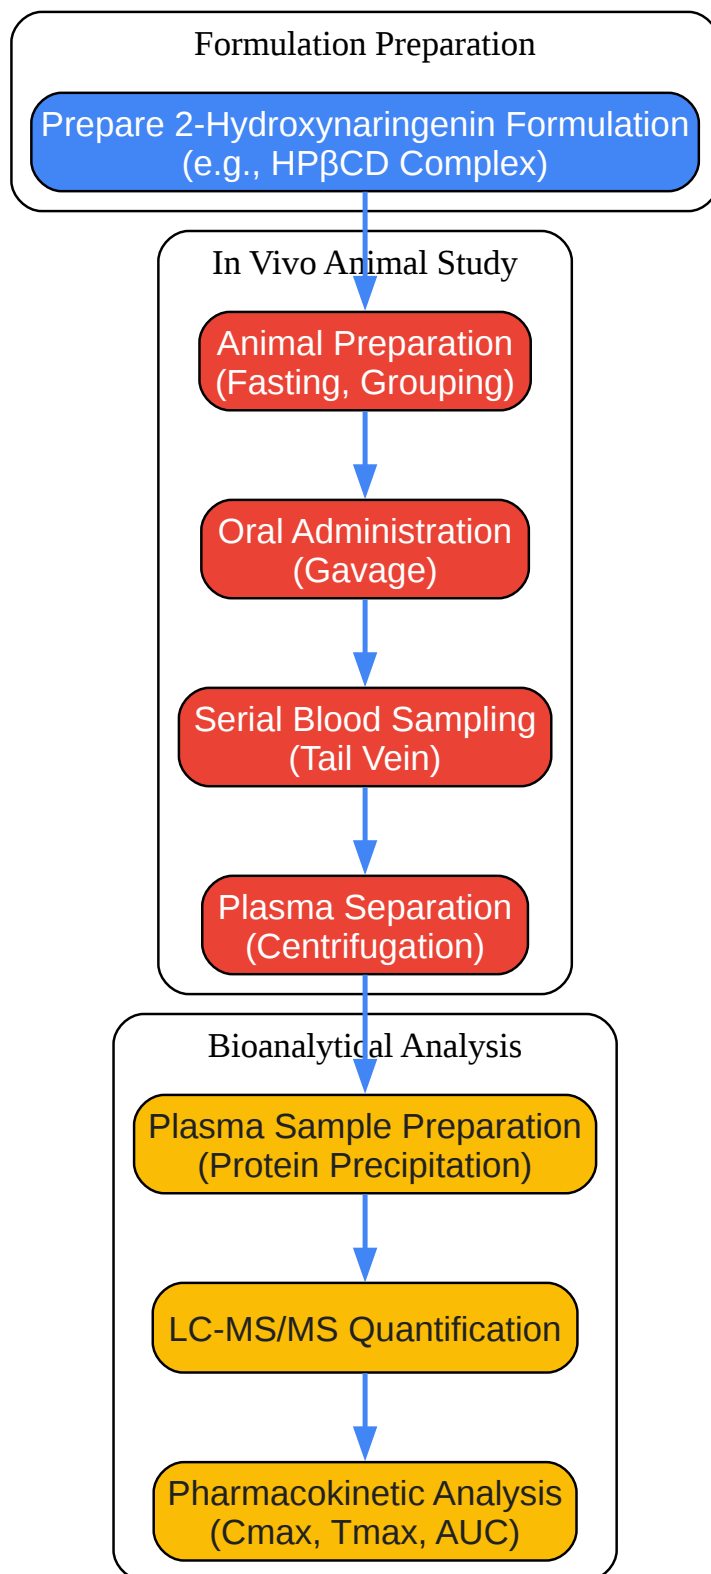 Formulation Preparation
Prepare 2-Hydroxynaringenin Formulation
(e.g., HPβCD Complex)
In Vivo Animal Study
Animal Preparation
(Fasting, Grouping)
Oral Administration
(Gavage)
Serial Blood Sampling
(Tail Vein)
Plasma Separation
(Centrifugation)
Bioanalytical Analysis
Plasma Sample Preparation
(Protein Precipitation)
LC-MS/MS Quantification
Pharmacokinetic Analysis
(Cmax, Tmax, AUC)